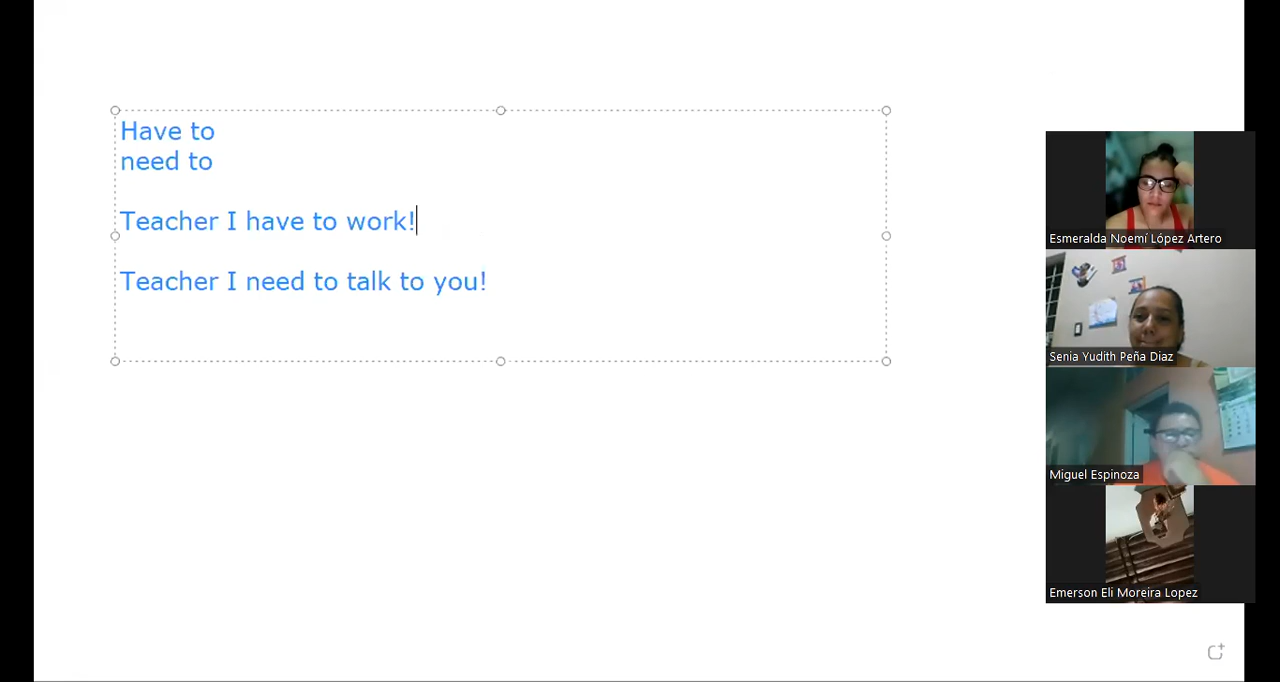 Have to
need to
Teacher I have to work!
Teacher I need to talk to you!
Esmeralda Noemí López Artero
Senia Yudith Peña Diaz
Miguel Espinoza
Emerson Eli Moreira Lopez